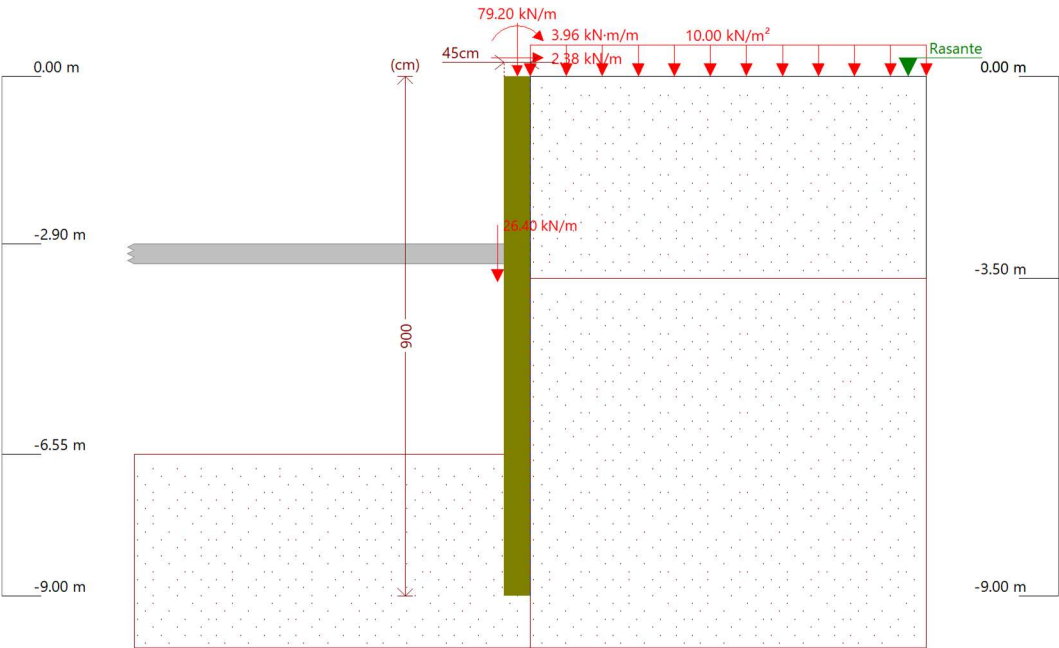 79.20 kN/m
3.96 kN·m/m
10.00 kN/m²
Rasante
45cm
2.38 kN/m
0.00 m
(cm)
0.00 m
26.40 kN/m
-2.90 m
-3.50 m
900
-6.55 m
-9.00 m
-9.00 m